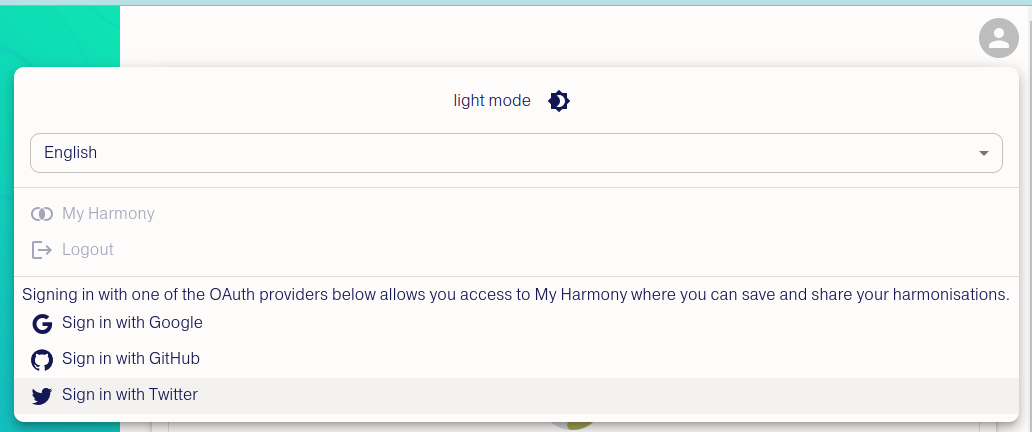 light mode
English
My Harmony
Logout
Signing in with one of the OAuth providers below allows you access to My Harmony where you can save and share your harmonisations.
Sign in with Google
Sign in with GitHub
Sign in with Twitter